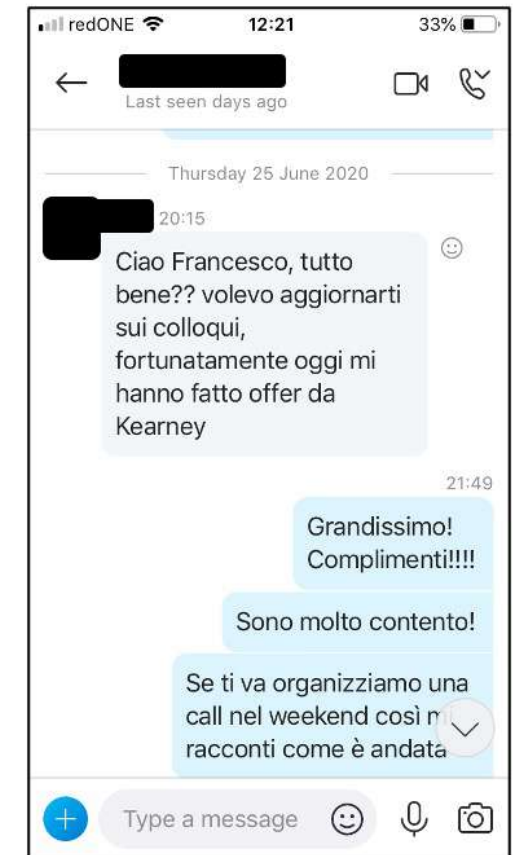 redONE 12:21 33%
Last seen days ago
Thursday 25 June 2020
20:15
Ciao Francesco, tutto
bene?? volevo aggiornarti
sui colloqui,
fortunatamente oggi mi
hanno fatto offer da
Kearney
21:49
Grandissimo!
Complimenti!!!!
Sono molto contento!
Se ti va organizziamo una
call nel weekend così mi
racconti come è andata
Type a message